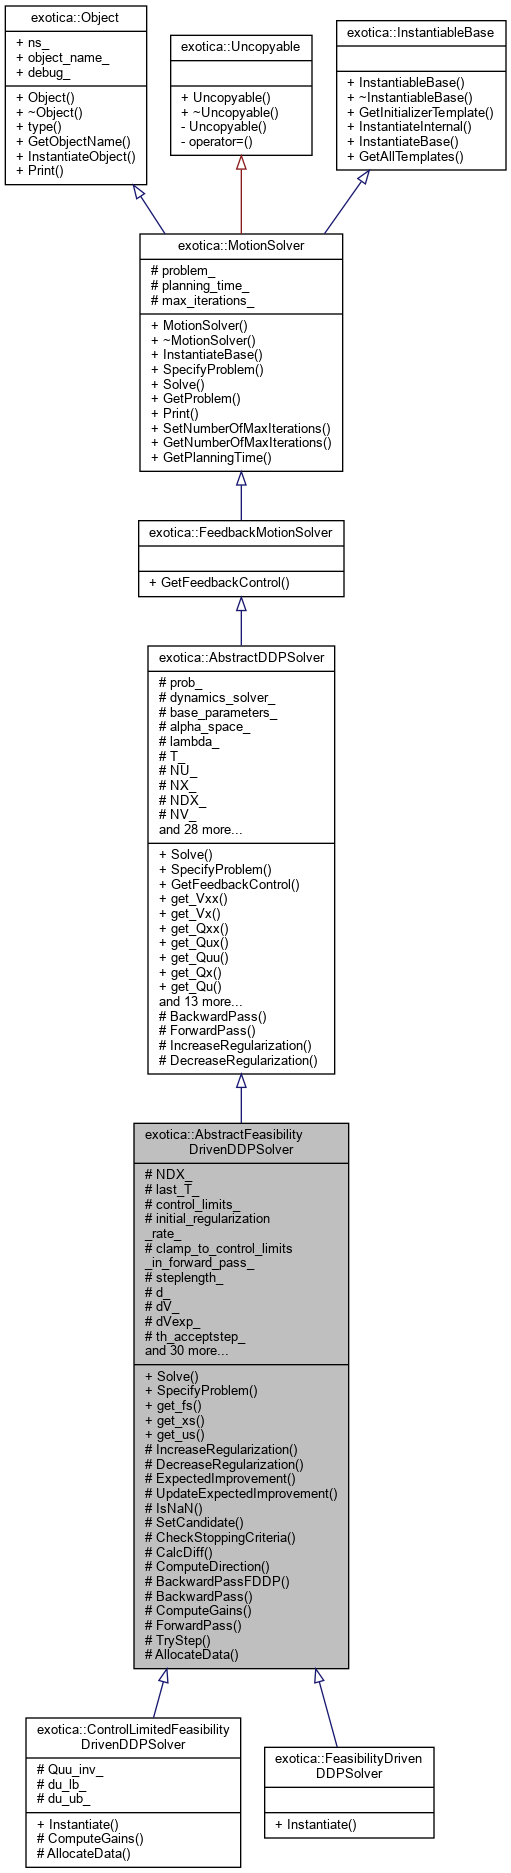 exotica::Object
+ ns_
+ object_name_
+ debug_
+ Object()
+ ~Object()
+ type()
+ GetObjectName()
+ InstantiateObject()
+ Print()
exotica::Uncopyable
+ Uncopyable()
+ ~Uncopyable()
- Uncopyable()
- operator=()
exotica::InstantiableBase
+ InstantiableBase()
+ ~InstantiableBase()
+ GetInitializerTemplate()
+ InstantiateInternal()
+ InstantiateBase()
+ GetAllTemplates()
exotica::MotionSolver
# problem_
# planning_time_
# max_iterations_
+ MotionSolver()
+ ~MotionSolver()
+ InstantiateBase()
+ SpecifyProblem()
+ Solve()
+ GetProblem()
+ Print()
+ SetNumberOfMaxIterations()
+ GetNumberOfMaxIterations()
+ GetPlanningTime()
exotica::FeedbackMotionSolver
+ GetFeedbackControl()
exotica::AbstractDDPSolver
# prob_
# dynamics_solver_
# base_parameters_
# alpha_space_
# lambda_
# T_
# NU_
# NX_
# NDX_
# NV_
and 28 more...
+ Solve()
+ SpecifyProblem()
+ GetFeedbackControl()
+ get_Vxx()
+ get_Vx()
+ get_Qxx()
+ get_Qux()
+ get_Quu()
+ get_Qx()
+ get_Qu()
and 13 more...
# BackwardPass()
# ForwardPass()
# IncreaseRegularization()
# DecreaseRegularization()
exotica::AbstractFeasibility
DrivenDDPSolver
# NDX_
# last_T_
# control_limits_
# initial_regularization
_rate_
# clamp_to_control_limits
_in_forward_pass_
# steplength_
# d_
# dV_
# dVexp_
# th_acceptstep_
and 30 more...
+ Solve()
+ SpecifyProblem()
+ get_fs()
+ get_xs()
+ get_us()
# IncreaseRegularization()
# DecreaseRegularization()
# ExpectedImprovement()
# UpdateExpectedImprovement()
# IsNaN()
# SetCandidate()
# CheckStoppingCriteria()
# CalcDiff()
# ComputeDirection()
# BackwardPassFDDP()
# BackwardPass()
# ComputeGains()
# ForwardPass()
# TryStep()
# AllocateData()
exotica::ControlLimitedFeasibility
DrivenDDPSolver
# Quu_inv_
# du_lb_
# du_ub_
+ Instantiate()
# ComputeGains()
# AllocateData()
exotica::FeasibilityDriven
DDPSolver
+ Instantiate()